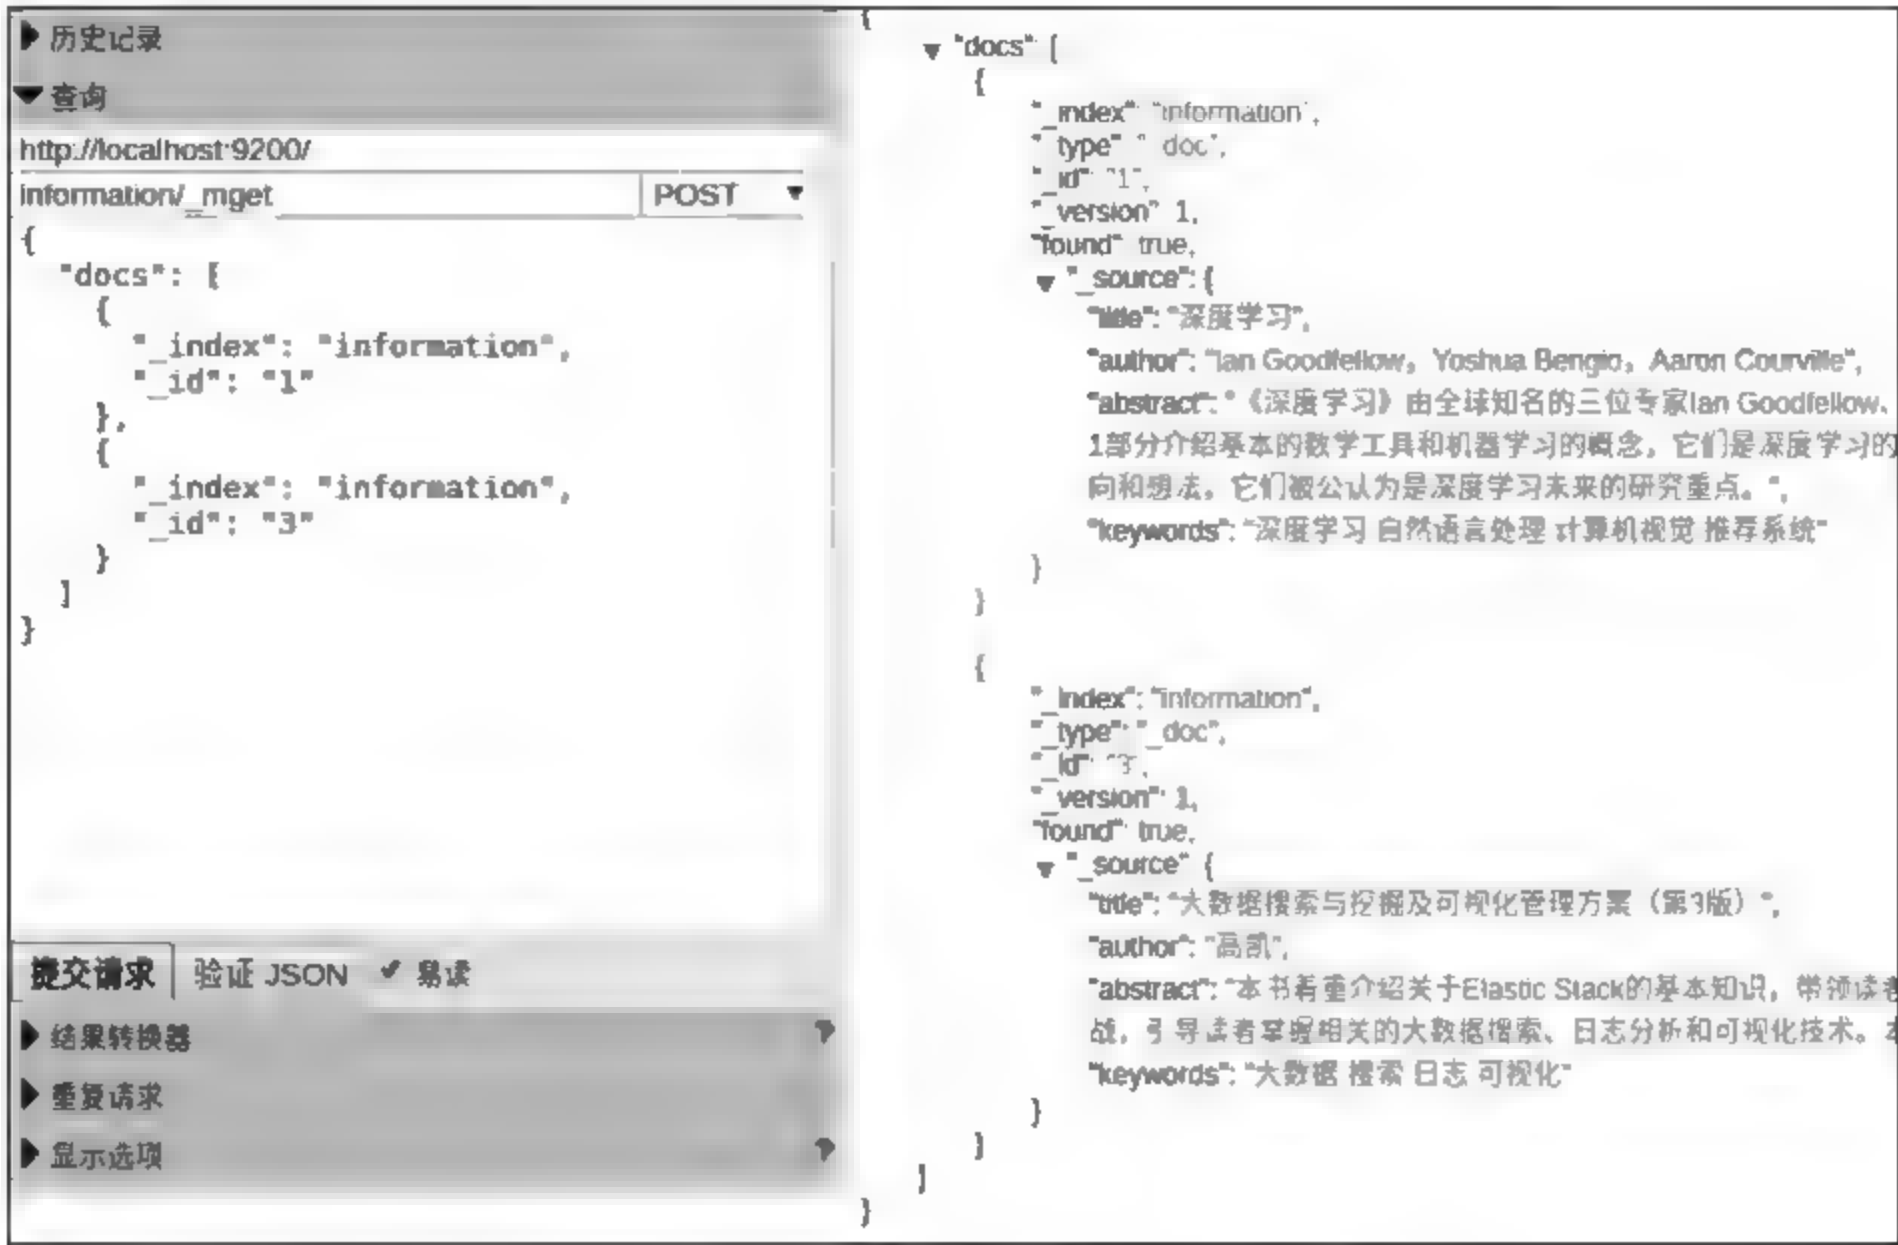 历史记录
查询
http://localhost:9200/
information/_mget POST
{
"docs": [
{
"_index": "information",
"_id": "1"
},
{
"_index": "information",
"_id": "3"
}
]
}
提交请求 验证 JSON ✔ 易读
结果转换器 ?
重复请求
显示选项 ?
{
"docs": [
{
"_index": "information",
"_type": "_doc",
"_id": "1",
"_version": 1,
"found": true,
"_source": {
"title": "深度学习",
"author": "Ian Goodfellow, Yoshua Bengio, Aaron Courville",
"abstract": "《深度学习》由全球知名的三位专家Ian Goodfellow、
1部分介绍基本的数学工具和机器学习的概念，它们是深度学习的
向和想法，它们被公认为是深度学习未来的研究重点。",
"keywords": "深度学习 自然语言处理 计算机视觉 推荐系统"
}
}
{
"_index": "information",
"_type": "_doc",
"_id": "3",
"_version": 1,
"found": true,
"_source": {
"title": "大数据搜索与挖掘及可视化管理方案（第3版）",
"author": "高凯",
"abstract": "本书着重介绍关于Elastic Stack的基本知识，带领读者
战，引导读者掌握相关的大数据搜索、日志分析和可视化技术。本
"keywords": "大数据 搜索 日志 可视化"
}
}
]
}